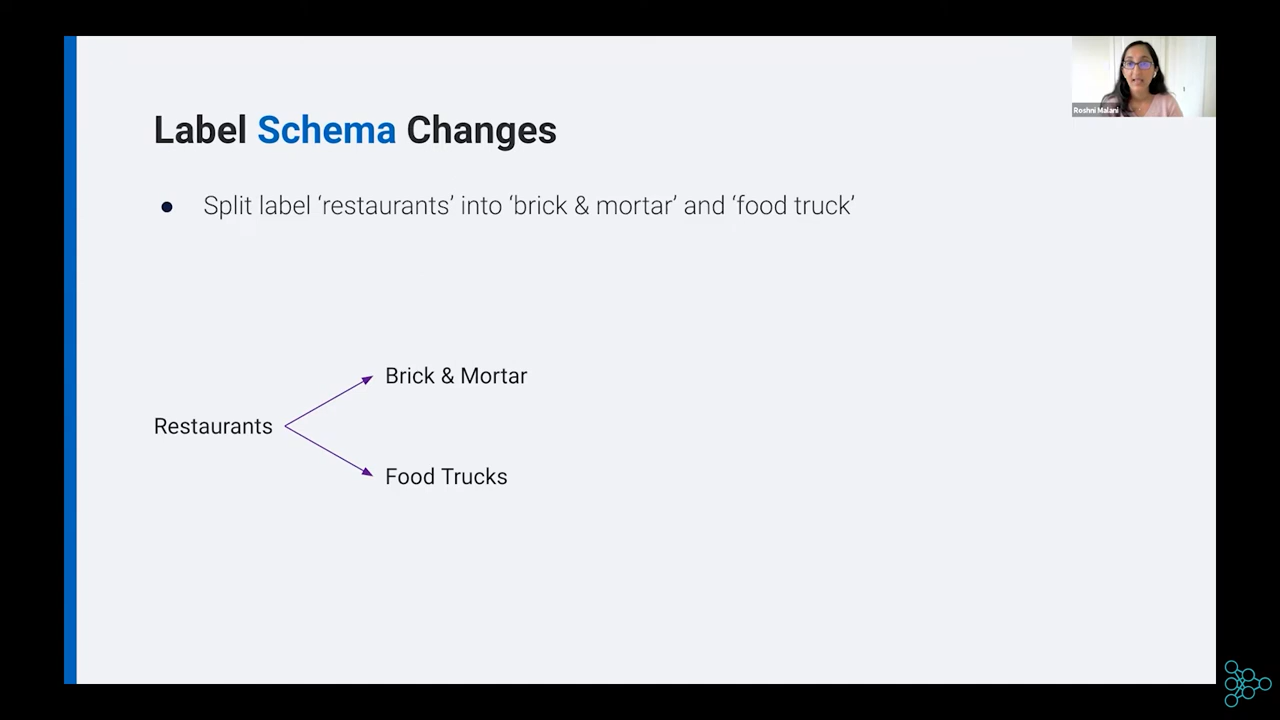 Roshni Malani
Label Schema Changes
● Split label ‘restaurants’ into ‘brick & mortar’ and ‘food truck’
Brick & Mortar
Restaurants
Food Trucks